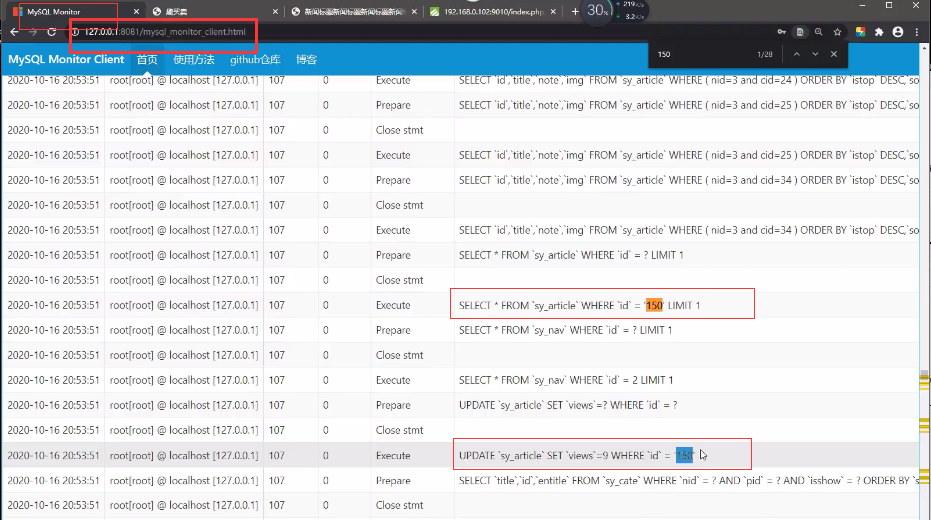 MySQL Monitor
192.168.0.102:9010/index.php
30%
219K/s
3.2K/s
127.0.0.1:8081/mysql_monitor_client.html
150 1/28
MySQL Monitor Client 首页 使用方法 github仓库 博客
2020-10-16 20:53:51 root[root] @ localhost [127.0.0.1] 107 0 Execute SELECT `id`,`title`,`note`,`img` FROM `sy_article` WHERE ( nid=3 and cid=24 ) ORDER BY `istop` DESC,`so
2020-10-16 20:53:51 root[root] @ localhost [127.0.0.1] 107 0 Prepare SELECT `id`,`title`,`note`,`img` FROM `sy_article` WHERE ( nid=3 and cid=25 ) ORDER BY `istop` DESC,`so
2020-10-16 20:53:51 root[root] @ localhost [127.0.0.1] 107 0 Close stmt
2020-10-16 20:53:51 root[root] @ localhost [127.0.0.1] 107 0 Execute SELECT `id`,`title`,`note`,`img` FROM `sy_article` WHERE ( nid=3 and cid=25 ) ORDER BY `istop` DESC,`so
2020-10-16 20:53:51 root[root] @ localhost [127.0.0.1] 107 0 Prepare SELECT `id`,`title`,`note`,`img` FROM `sy_article` WHERE ( nid=3 and cid=34 ) ORDER BY `istop` DESC,`so
2020-10-16 20:53:51 root[root] @ localhost [127.0.0.1] 107 0 Close stmt
2020-10-16 20:53:51 root[root] @ localhost [127.0.0.1] 107 0 Execute SELECT `id`,`title`,`note`,`img` FROM `sy_article` WHERE ( nid=3 and cid=34 ) ORDER BY `istop` DESC,`so
2020-10-16 20:53:51 root[root] @ localhost [127.0.0.1] 107 0 Prepare SELECT * FROM `sy_article` WHERE `id` = ? LIMIT 1
2020-10-16 20:53:51 root[root] @ localhost [127.0.0.1] 107 0 Close stmt
2020-10-16 20:53:51 root[root] @ localhost [127.0.0.1] 107 0 Execute SELECT * FROM `sy_article` WHERE `id` = '150' LIMIT 1
2020-10-16 20:53:51 root[root] @ localhost [127.0.0.1] 107 0 Prepare SELECT * FROM `sy_nav` WHERE `id` = ? LIMIT 1
2020-10-16 20:53:51 root[root] @ localhost [127.0.0.1] 107 0 Close stmt
2020-10-16 20:53:51 root[root] @ localhost [127.0.0.1] 107 0 Execute SELECT * FROM `sy_nav` WHERE `id` = 2 LIMIT 1
2020-10-16 20:53:51 root[root] @ localhost [127.0.0.1] 107 0 Prepare UPDATE `sy_article` SET `views`=? WHERE `id` = ?
2020-10-16 20:53:51 root[root] @ localhost [127.0.0.1] 107 0 Close stmt
2020-10-16 20:53:51 root[root] @ localhost [127.0.0.1] 107 0 Execute UPDATE `sy_article` SET `views`=9 WHERE `id` = '150'
2020-10-16 20:53:51 root[root] @ localhost [127.0.0.1] 107 0 Prepare SELECT `title`,`id`,`entitle` FROM `sy_cate` WHERE `nid` = ? AND `pid` = ? AND `isshow` = ? ORDER BY `s
2020-10-16 20:53:51 root[root] @ localhost [127.0.0.1] 107 0 Close stmt